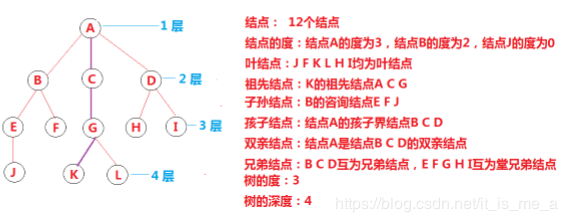 A
1 层
B
C
D
2 层
E
F
G
H
I
3 层
J
K
L
4 层
结点： 12个结点
结点的度：结点A的度为3，结点B的度为2，结点J的度为0
叶结点：J F K L H I均为叶结点
祖先结点：K的祖先结点A C G
子孙结点：B的咨询结点E F J
孩子结点：结点A的孩子界结点B C D
双亲结点：结点A是结点B C D的双亲结点
兄弟结点：B C D互为兄弟结点，E F G H I互为堂兄弟结点
树的度：3
树的深度：4
https://blog.csdn.net/it_is_me_a